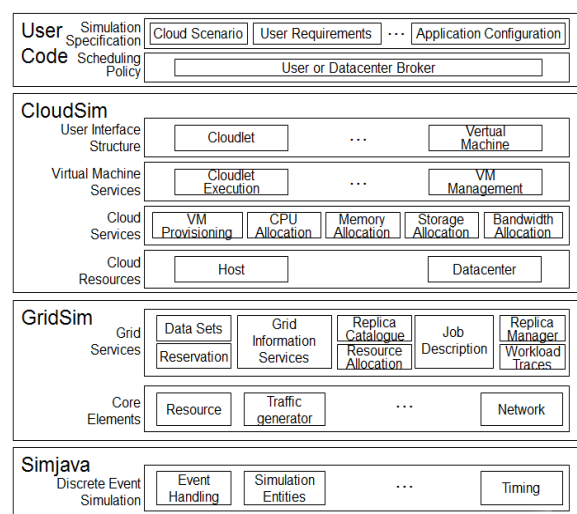 User Code
Simulation Specification
Cloud Scenario
User Requirements
...
Application Configuration
Scheduling Policy
User or Datacenter Broker
CloudSim
User Interface Structure
Cloudlet
...
Vertual Machine
Virtual Machine Services
Cloudlet Execution
...
VM Management
Cloud Services
VM Provisioning
CPU Allocation
Memory Allocation
Storage Allocation
Bandwidth Allocation
Cloud Resources
Host
Datacenter
GridSim
Grid Services
Data Sets
Reservation
Grid Information Services
Replica Catalogue
Resource Allocation
Job Description
Replica Manager
Workload Traces
Core Elements
Resource
Traffic generator
...
Network
Simjava
Discrete Event Simulation
Event Handling
Simulation Entities
...
Timing